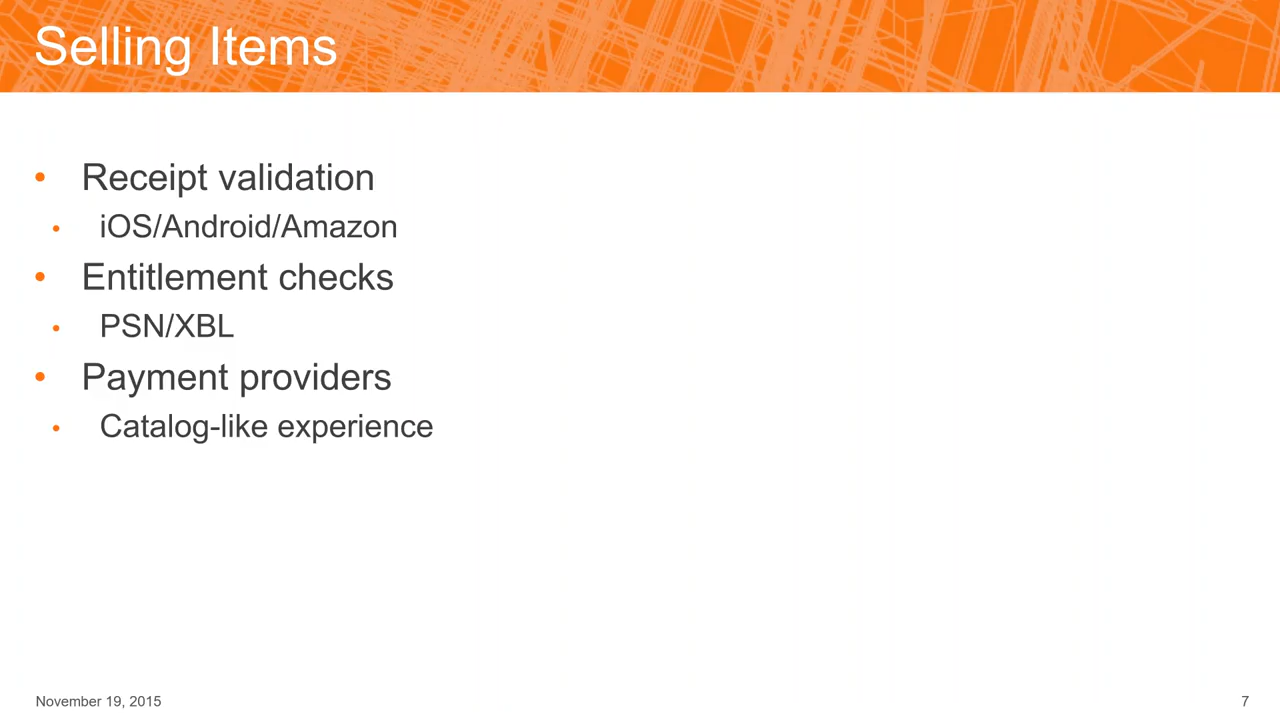 Selling Items
• Receipt validation
• iOS/Android/Amazon
• Entitlement checks
• PSN/XBL
• Payment providers
• Catalog-like experience
November 19, 2015
7